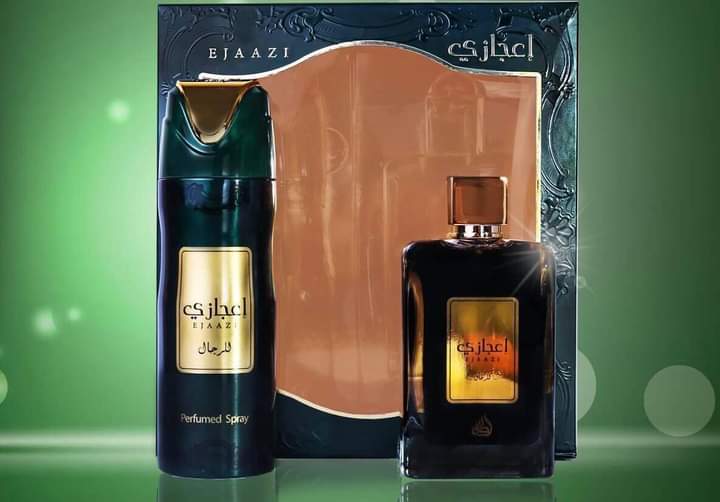 EJAAZI إعجازي
إعجازي
EJAAZI
للرجال
Perfumed Spray
إعجازي
EJAAZI